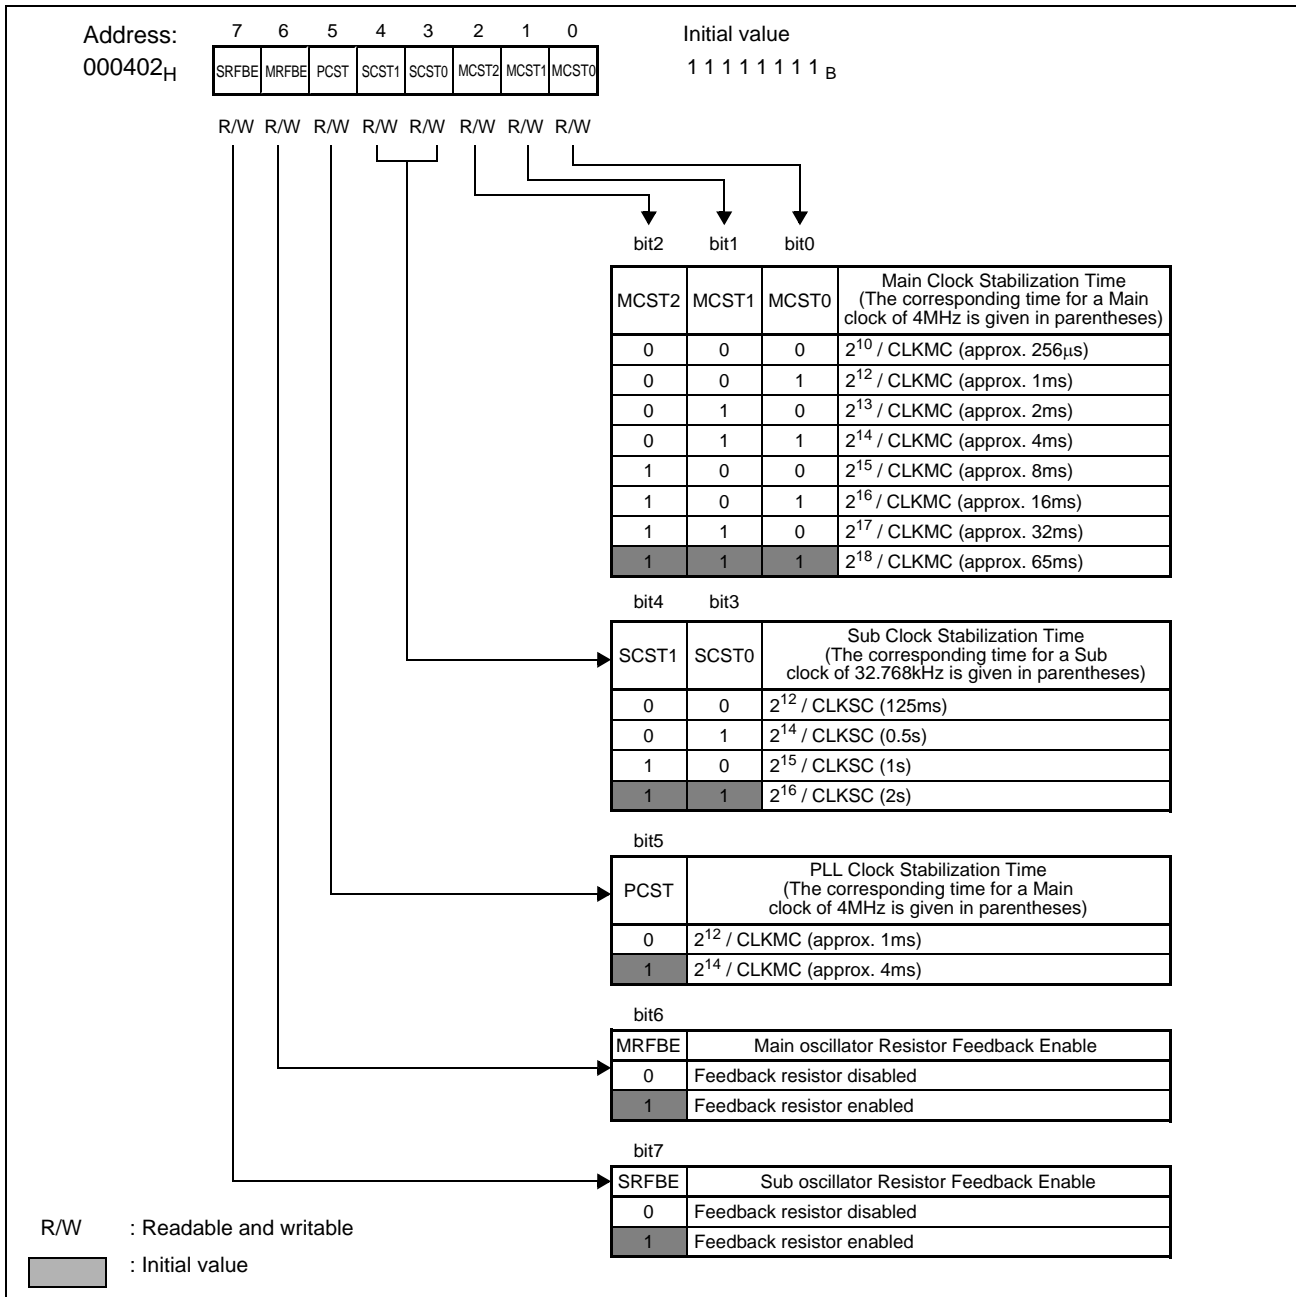 Address: 7 6 5 4 3 2 1 0 Initial value
000402H SRFBE MRFBE PCST SCST1 SCST0 MCST2 MCST1 MCST0 1 1 1 1 1 1 1 1 B
R/W R/W R/W R/W R/W R/W R/W R/W
bit2 bit1 bit0
MCST2 MCST1 MCST0 Main Clock Stabilization Time
(The corresponding time for a Main
clock of 4MHz is given in parentheses)
0 0 0 2^10 / CLKMC (approx. 256μs)
0 0 1 2^12 / CLKMC (approx. 1ms)
0 1 0 2^13 / CLKMC (approx. 2ms)
0 1 1 2^14 / CLKMC (approx. 4ms)
1 0 0 2^15 / CLKMC (approx. 8ms)
1 0 1 2^16 / CLKMC (approx. 16ms)
1 1 0 2^17 / CLKMC (approx. 32ms)
1 1 1 2^18 / CLKMC (approx. 65ms)
bit4 bit3
SCST1 SCST0 Sub Clock Stabilization Time
(The corresponding time for a Sub
clock of 32.768kHz is given in parentheses)
0 0 2^12 / CLKSC (125ms)
0 1 2^14 / CLKSC (0.5s)
1 0 2^15 / CLKSC (1s)
1 1 2^16 / CLKSC (2s)
bit5
PCST PLL Clock Stabilization Time
(The corresponding time for a Main
clock of 4MHz is given in parentheses)
0 2^12 / CLKMC (approx. 1ms)
1 2^14 / CLKMC (approx. 4ms)
bit6
MRFBE Main oscillator Resistor Feedback Enable
0 Feedback resistor disabled
1 Feedback resistor enabled
bit7
SRFBE Sub oscillator Resistor Feedback Enable
0 Feedback resistor disabled
1 Feedback resistor enabled
R/W : Readable and writable
: Initial value